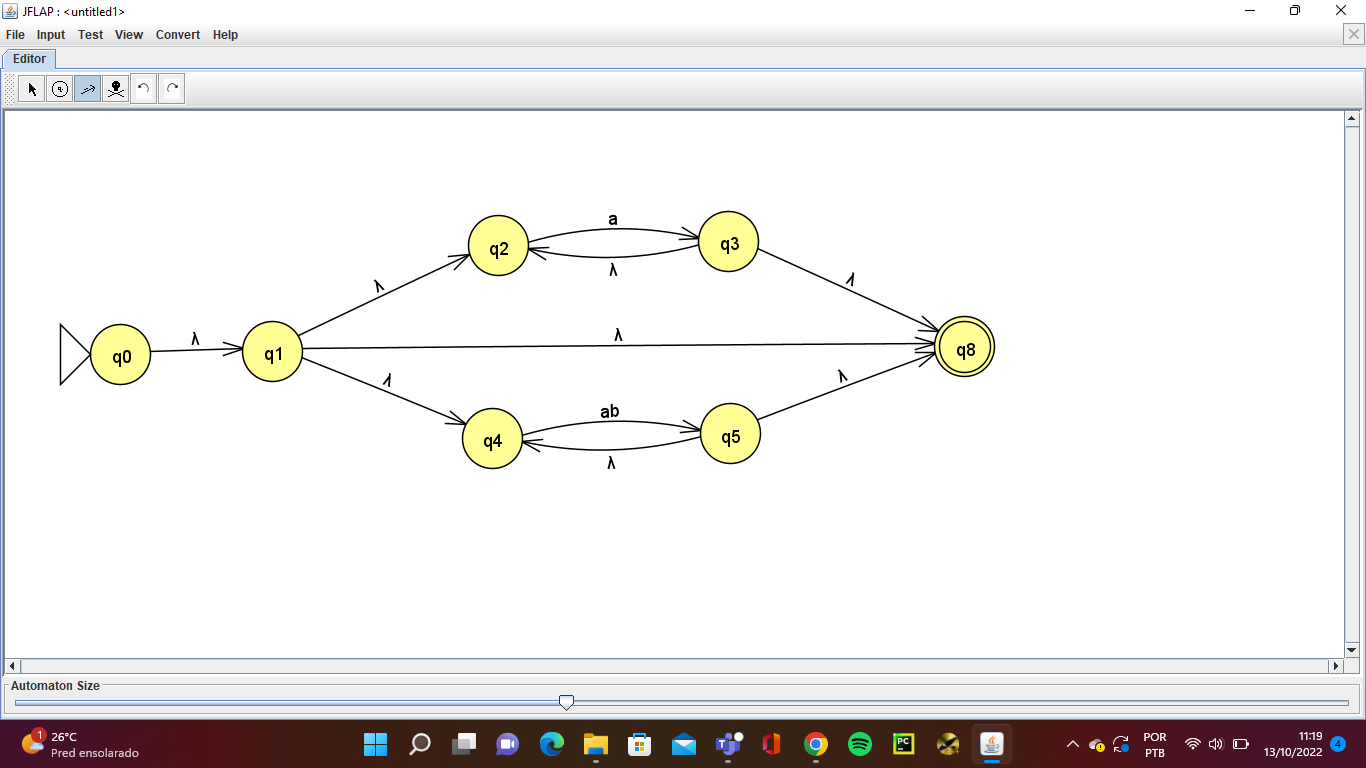 JFLAP : <untitled1>
File Input Test View Convert Help
Editor
a
q2 q3
λ
λ λ
λ λ
q0 q1 q8
λ λ
ab
q4 q5
λ
Automaton Size
1
26°C
Pred ensolarado
PC
POR
PTB
11:19
13/10/2022
4